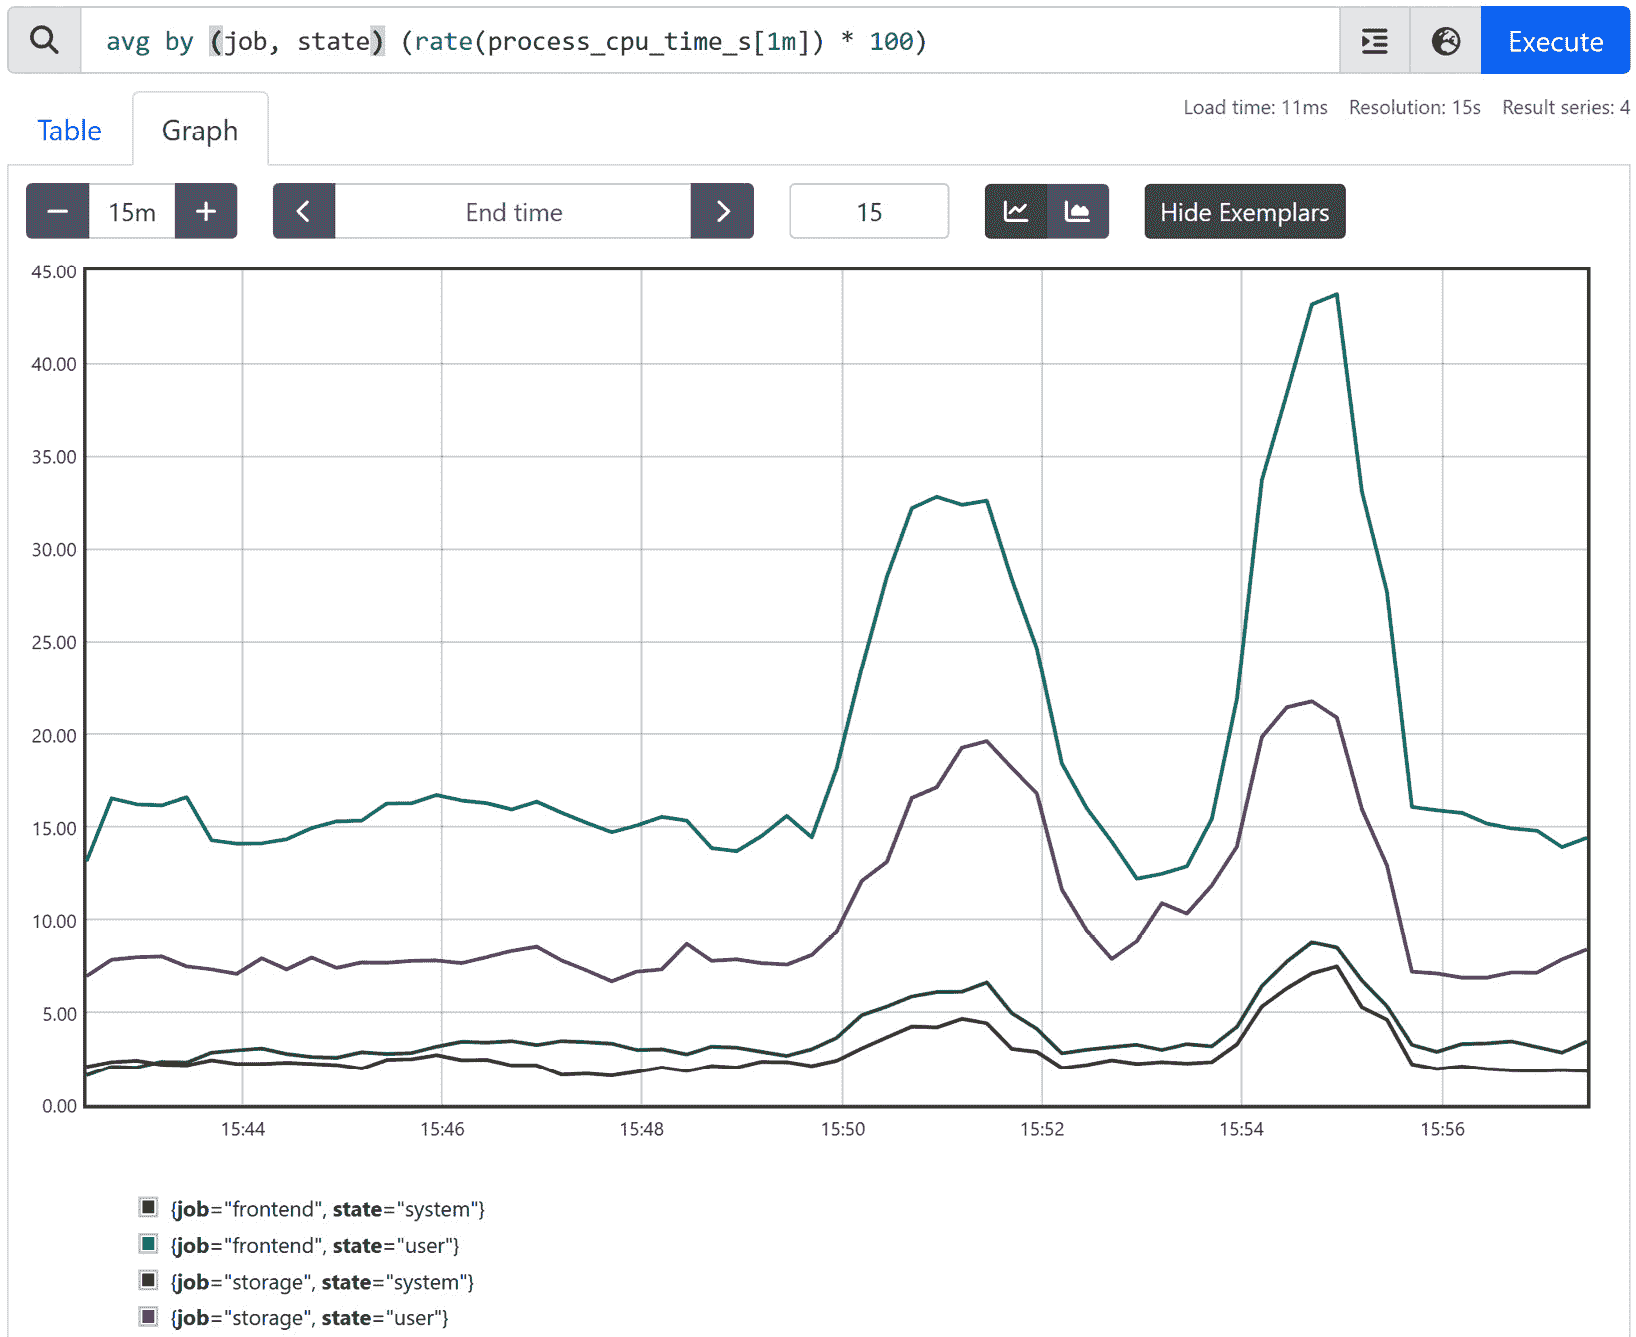 avg by (job, state) (rate(process_cpu_time_s[1m]) * 100)
Execute
Load time: 11ms Resolution: 15s Result series: 4
Table
Graph
15m
End time
15
Hide Exemplars
45.00
40.00
35.00
30.00
25.00
20.00
15.00
10.00
5.00
0.00
15:44 15:46 15:48 15:50 15:52 15:54 15:56
{job="frontend", state="system"}
{job="frontend", state="user"}
{job="storage", state="system"}
{job="storage", state="user"}